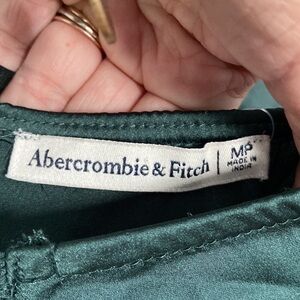 Abercrombie & Fitch
MP
MADE IN
INDIA